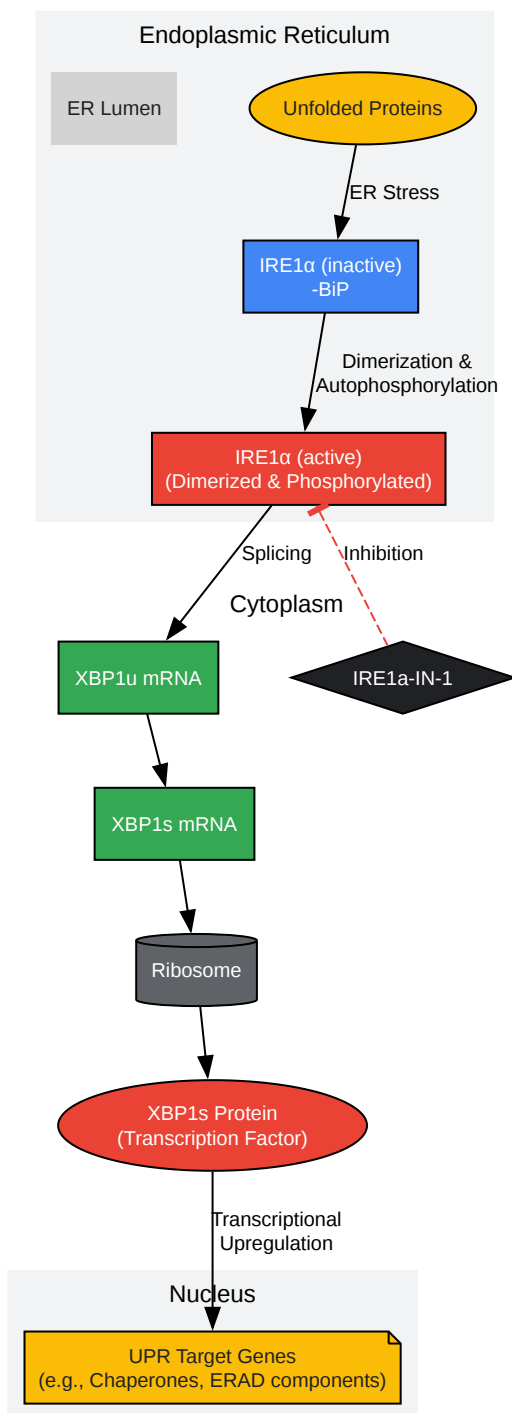 Endoplasmic Reticulum
ER Lumen
Unfolded Proteins
ER Stress
IRE1α (inactive)
-BiP
Dimerization &
Autophosphorylation
IRE1α (active)
(Dimerized & Phosphorylated)
Splicing
Inhibition
Cytoplasm
XBP1u mRNA
IRE1a-IN-1
XBP1s mRNA
Ribosome
XBP1s Protein
(Transcription Factor)
Transcriptional
Upregulation
Nucleus
UPR Target Genes
(e.g., Chaperones, ERAD components)